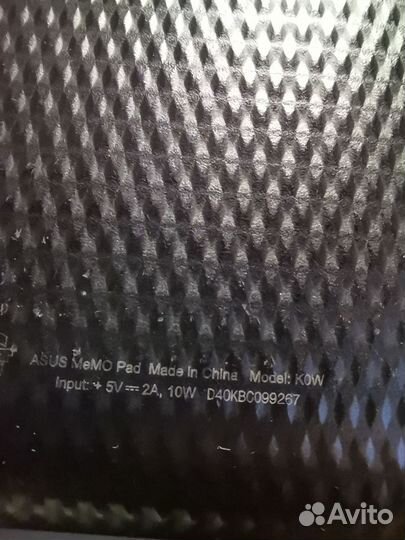 ASUS MeMO Pad Made In China Model: K0W
Input: + 5V⎓2A, 10W D40KBC099267
Avito